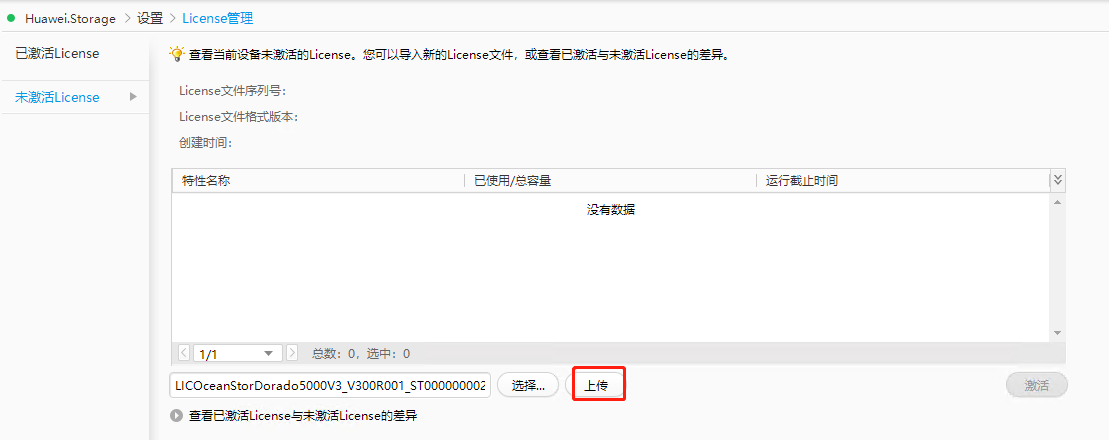 Huawei.Storage > 设置 > License管理
已激活License
未激活License
查看当前设备未激活的License。您可以导入新的License文件，或查看已激活与未激活License的差异。
License文件序列号：
License文件格式版本：
创建时间：
特性名称 已使用/总容量 运行截止时间
没有数据
1/1 总数：0，选中：0
LICOceanStorDorado5000V3_V300R001_ST000000002 选择... 上传 激活
查看已激活License与未激活License的差异